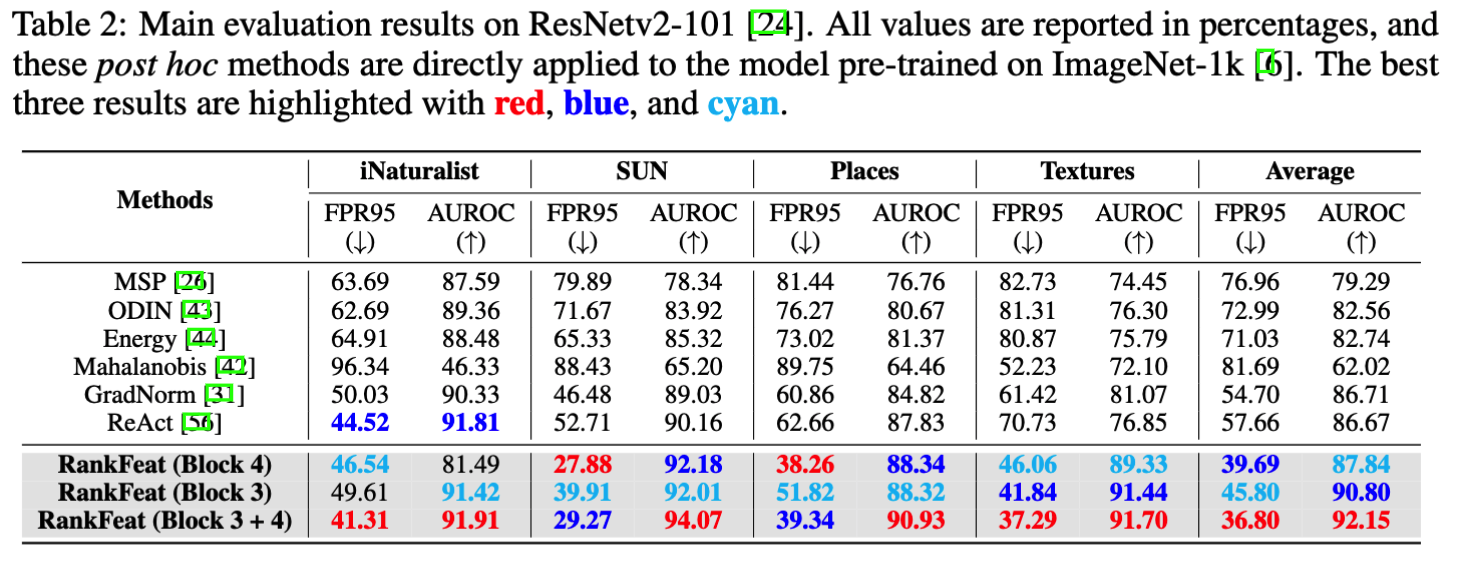 Table 2: Main evaluation results on ResNetv2-101 [24]. All values are reported in percentages, and
these post hoc methods are directly applied to the model pre-trained on ImageNet-1k [6]. The best
three results are highlighted with red, blue, and cyan.
Methods iNaturalist SUN Places Textures Average
FPR95 AUROC FPR95 AUROC FPR95 AUROC FPR95 AUROC FPR95 AUROC
(↓) (↑) (↓) (↑) (↓) (↑) (↓) (↑) (↓) (↑)
MSP [26] 63.69 87.59 79.89 78.34 81.44 76.76 82.73 74.45 76.96 79.29
ODIN [43] 62.69 89.36 71.67 83.92 76.27 80.67 81.31 76.30 72.99 82.56
Energy [44] 64.91 88.48 65.33 85.32 73.02 81.37 80.87 75.79 71.03 82.74
Mahalanobis [42] 96.34 46.33 88.43 65.20 89.75 64.46 52.23 72.10 81.69 62.02
GradNorm [31] 50.03 90.33 46.48 89.03 60.86 84.82 61.42 81.07 54.70 86.71
ReAct [56] 44.52 91.81 52.71 90.16 62.66 87.83 70.73 76.85 57.66 86.67
RankFeat (Block 4) 46.54 81.49 27.88 92.18 38.26 88.34 46.06 89.33 39.69 87.84
RankFeat (Block 3) 49.61 91.42 39.91 92.01 51.82 88.32 41.84 91.44 45.80 90.80
RankFeat (Block 3 + 4) 41.31 91.91 29.27 94.07 39.34 90.93 37.29 91.70 36.80 92.15